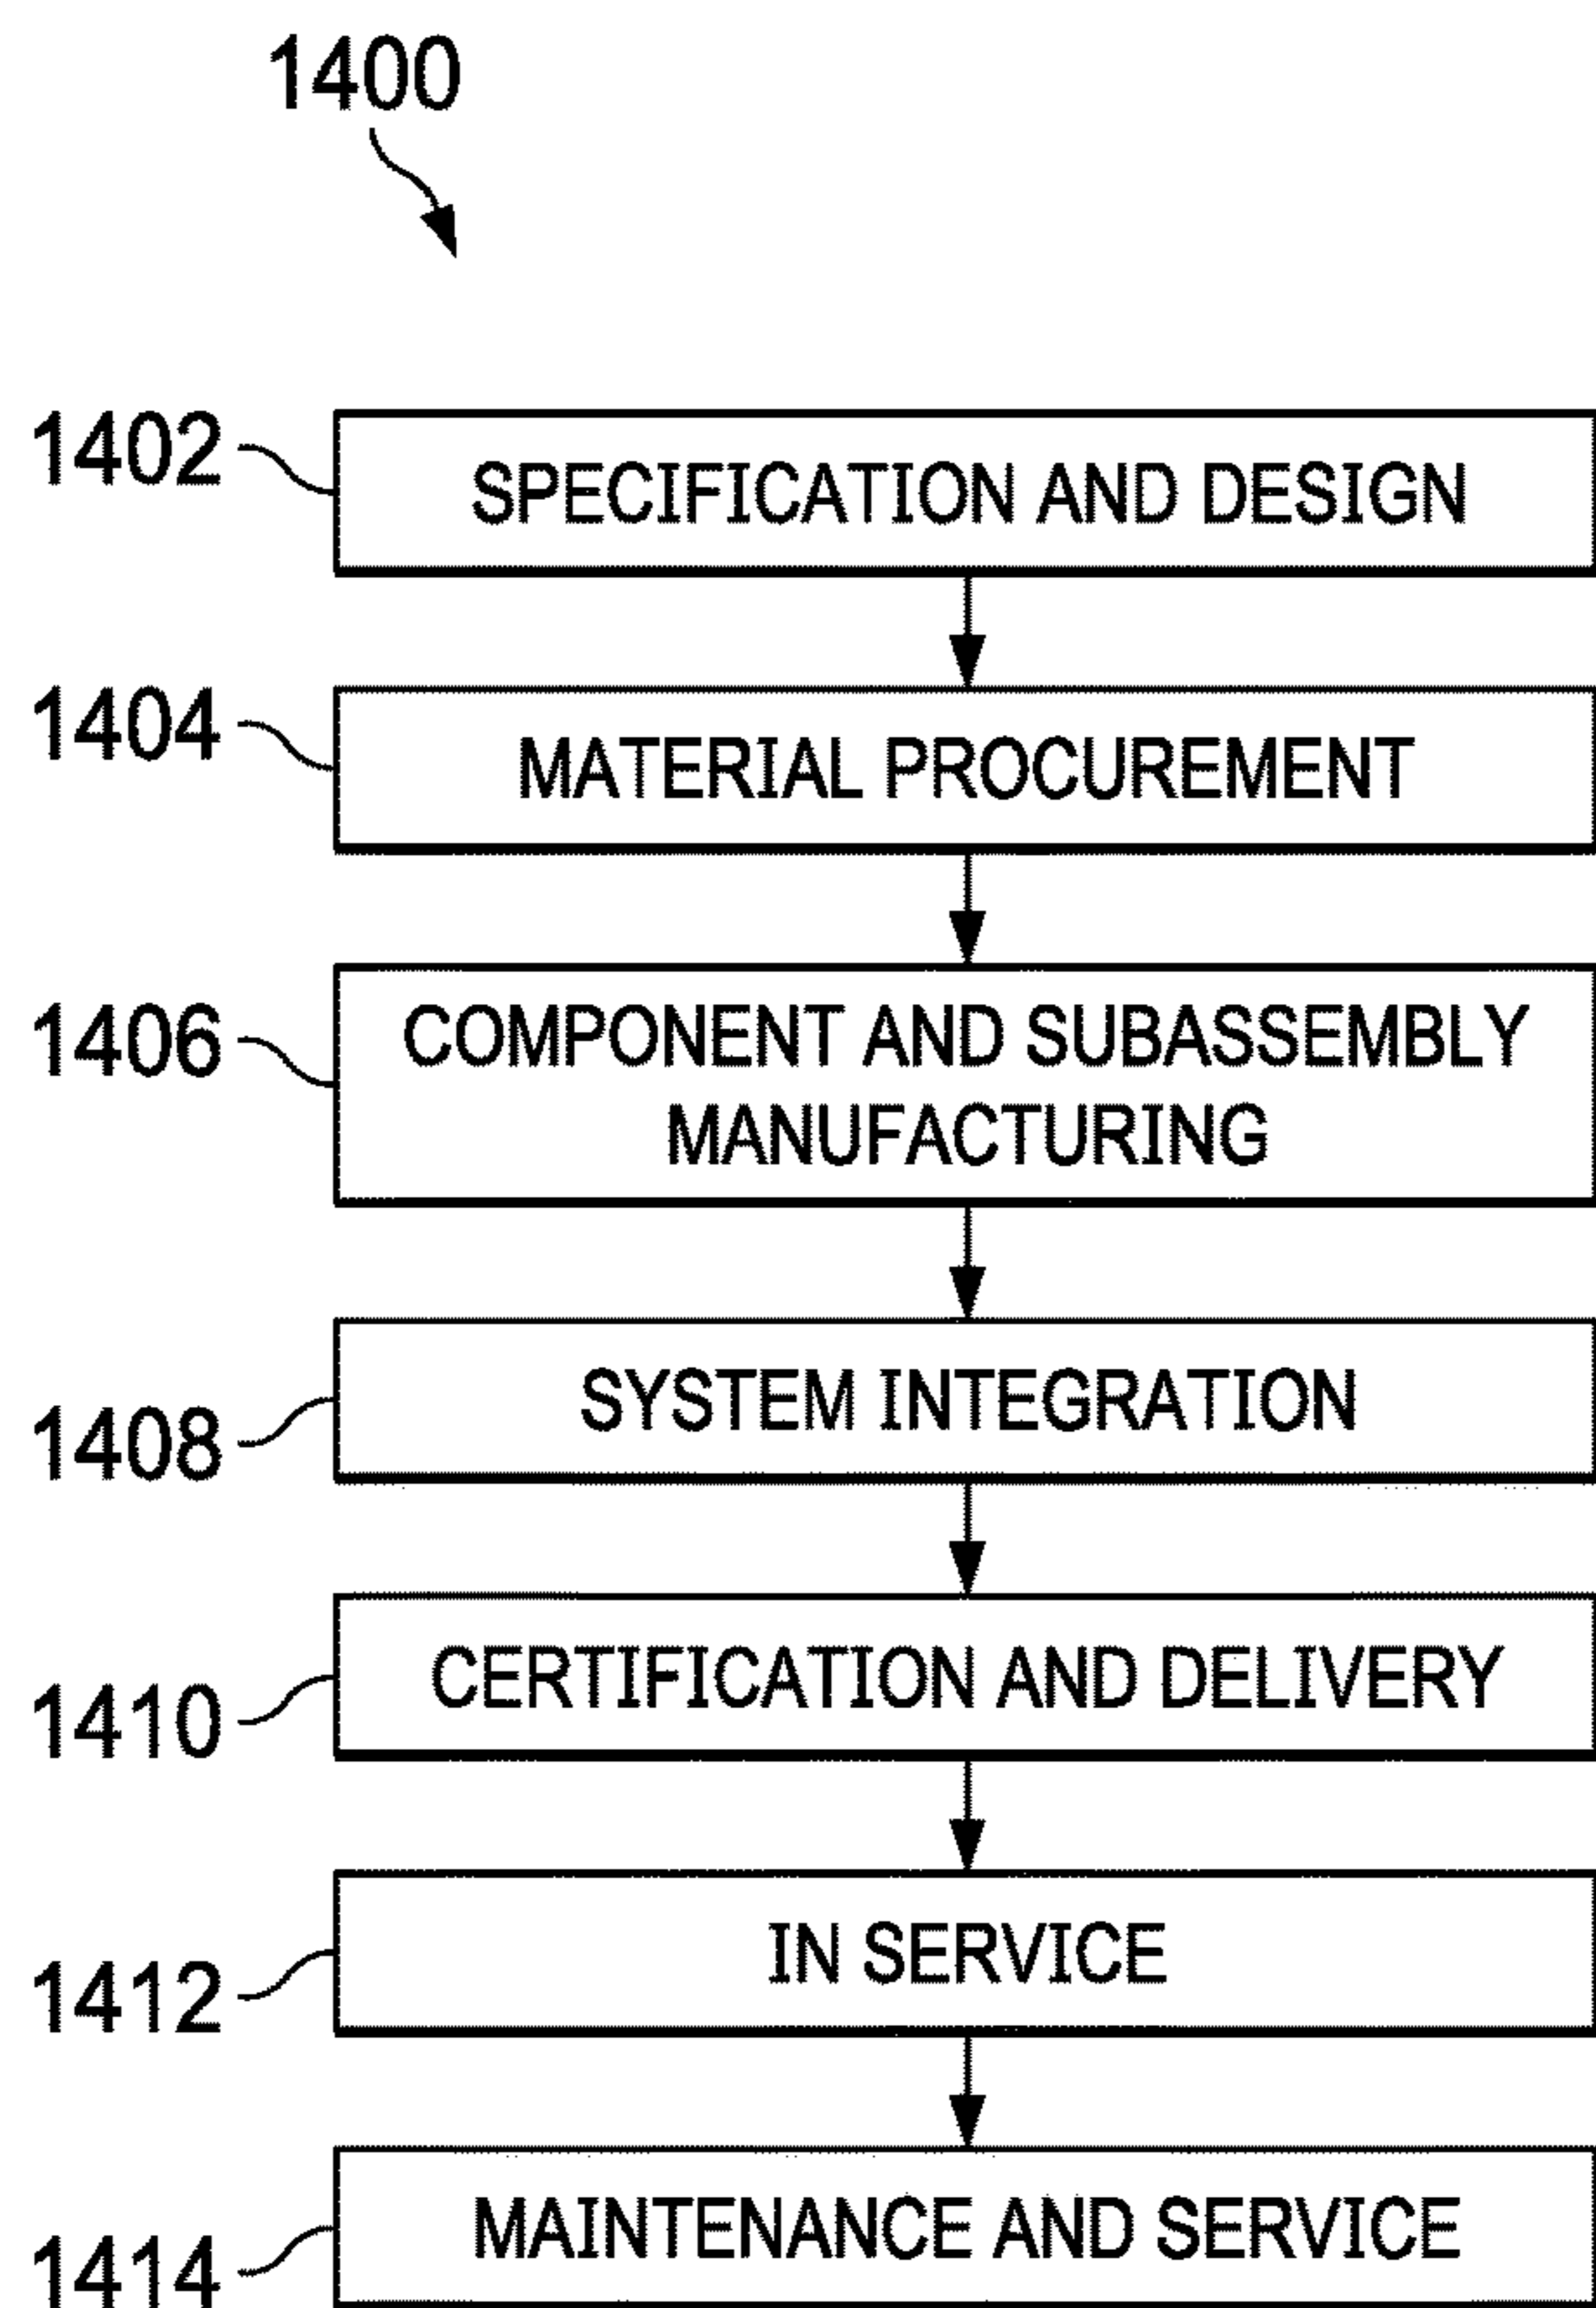 1400
1402
SPECIFICATION AND DESIGN
1404
MATERIAL PROCUREMENT
1406
COMPONENT AND SUBASSEMBLY
MANUFACTURING
1408
SYSTEM INTEGRATION
1410
CERTIFICATION AND DELIVERY
1412
IN SERVICE
1414
MAINTENANCE AND SERVICE